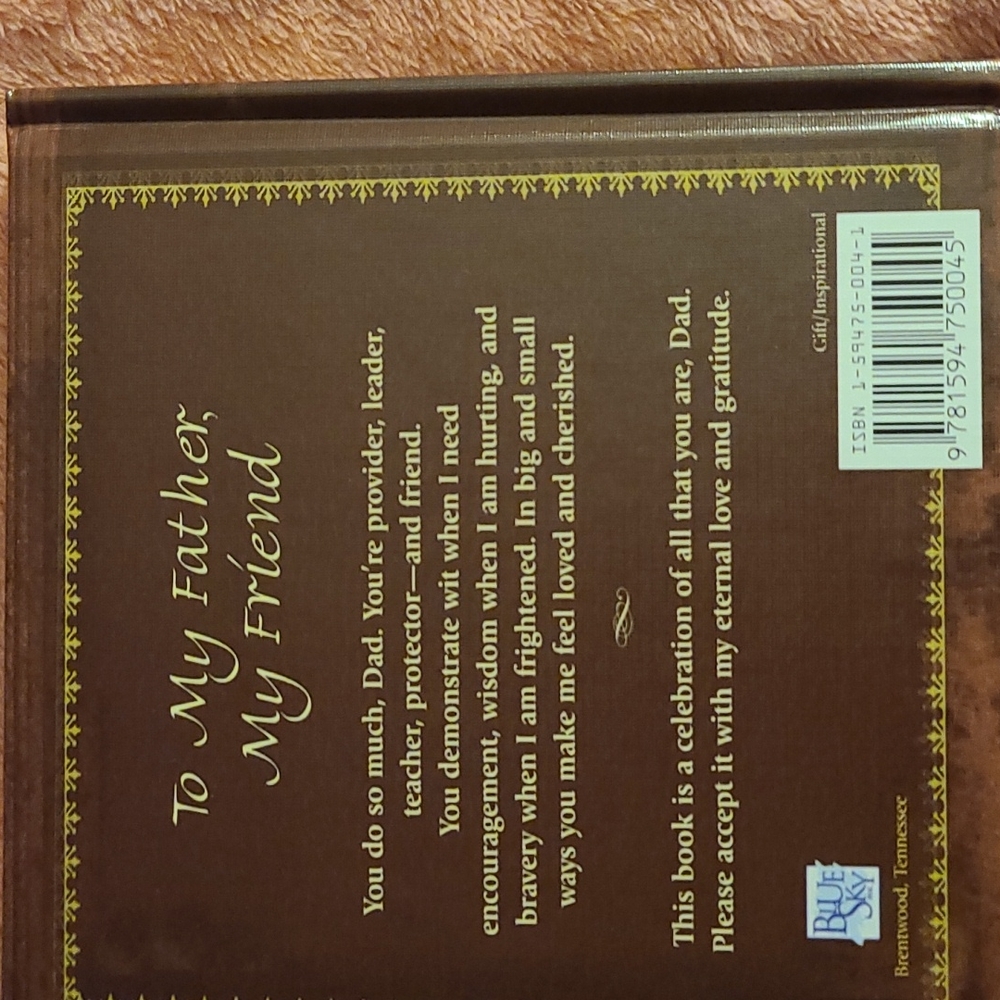 To My Father,
My Friend
You do so much, Dad. You're provider, leader,
teacher, protector—and friend.
You demonstrate wit when I need
encouragement, wisdom when I am hurting, and
bravery when I am frightened. In big and small
ways you make me feel loved and cherished.
This book is a celebration of all that you are, Dad.
Please accept it with my eternal love and gratitude.
BLUE
SKY
INK
Brentwood, Tennessee
Gift/Inspirational
ISBN 1-59475-004-1
9 781594 750045